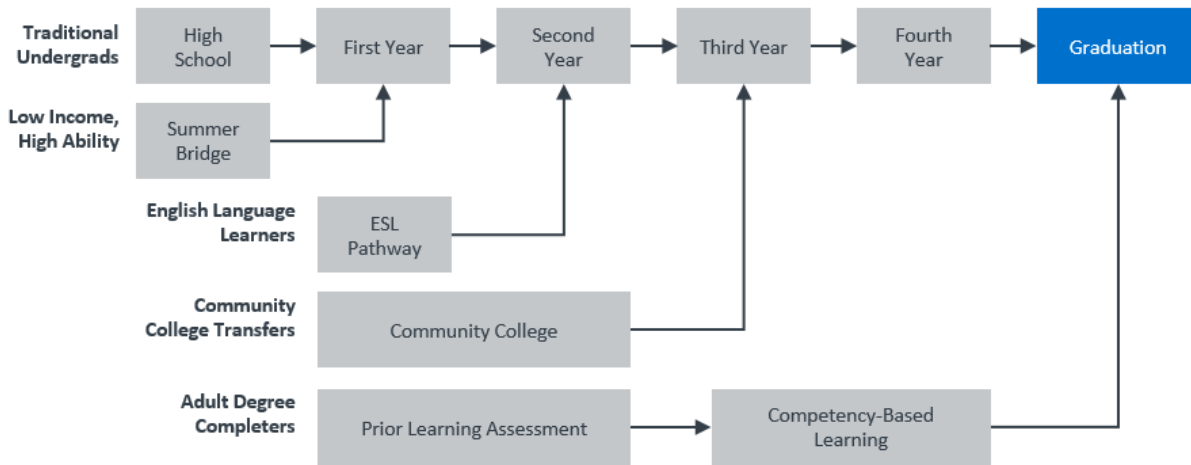 Traditional
Undergrads
High
School
First Year
Second
Year
Third Year
Fourth
Year
Graduation
Low Income,
High Ability
Summer
Bridge
English Language
Learners
ESL
Pathway
Community
College Transfers
Community College
Adult Degree
Completers
Prior Learning Assessment
Competency-Based
Learning